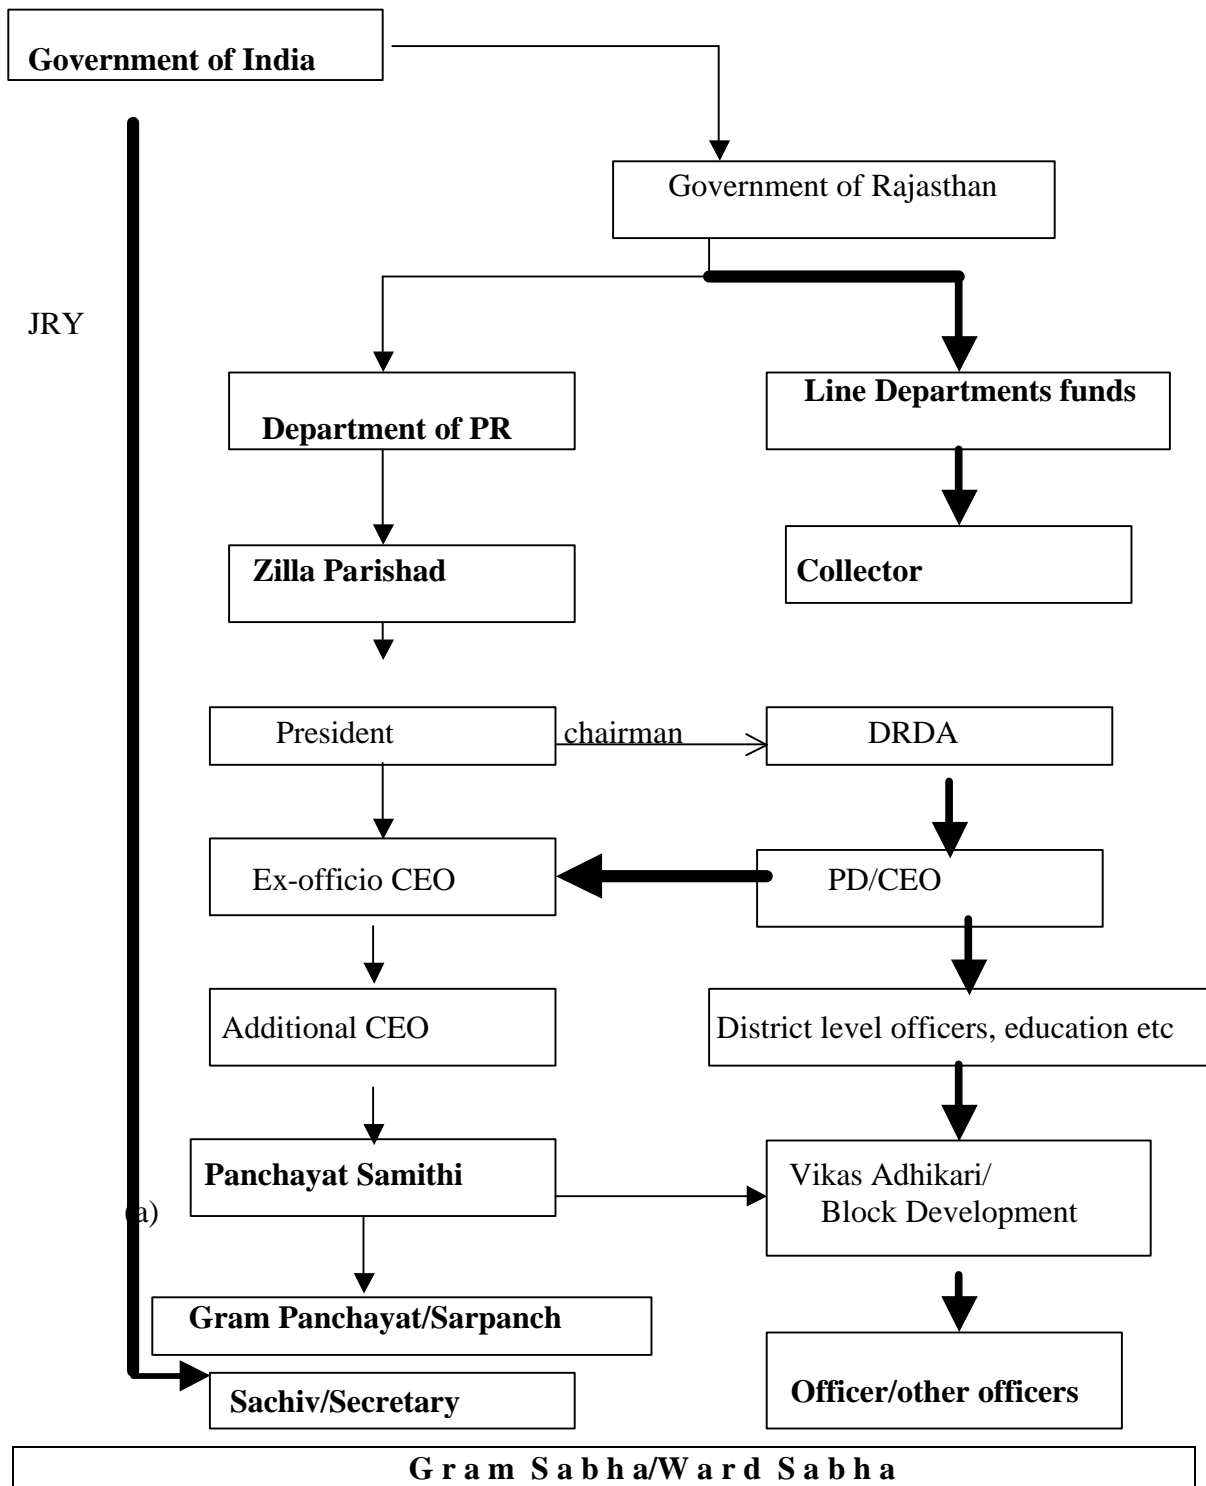 Government of India
Government of Rajasthan
JRY
Department of PR
Line Departments funds
Zilla Parishad
Collector
President
chairman
DRDA
Ex-officio CEO
PD/CEO
Additional CEO
District level officers, education etc
Panchayat Samithi
Vikas Adhikari/
Block Development
(a)
Gram Panchayat/Sarpanch
Sachiv/Secretary
Officer/other officers
G r a m S a b h a/W a r d S a b h a